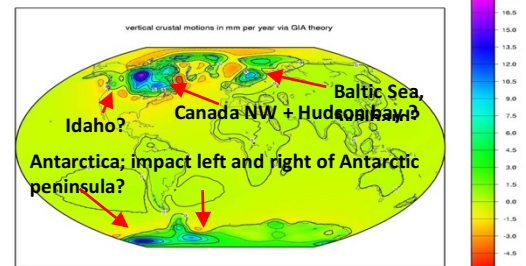 vertical crustal motions in mm per year via GIA theory
16.5
15.0
13.5
12.0
10.5
9.0
7.5
6.0
4.5
3.0
1.5
0.0
-1.5
-3.0
-4.5
Baltic Sea,
Canada NW + Hudson bay?
Idaho?
Antarctica; impact left and right of Antarctic
peninsula?